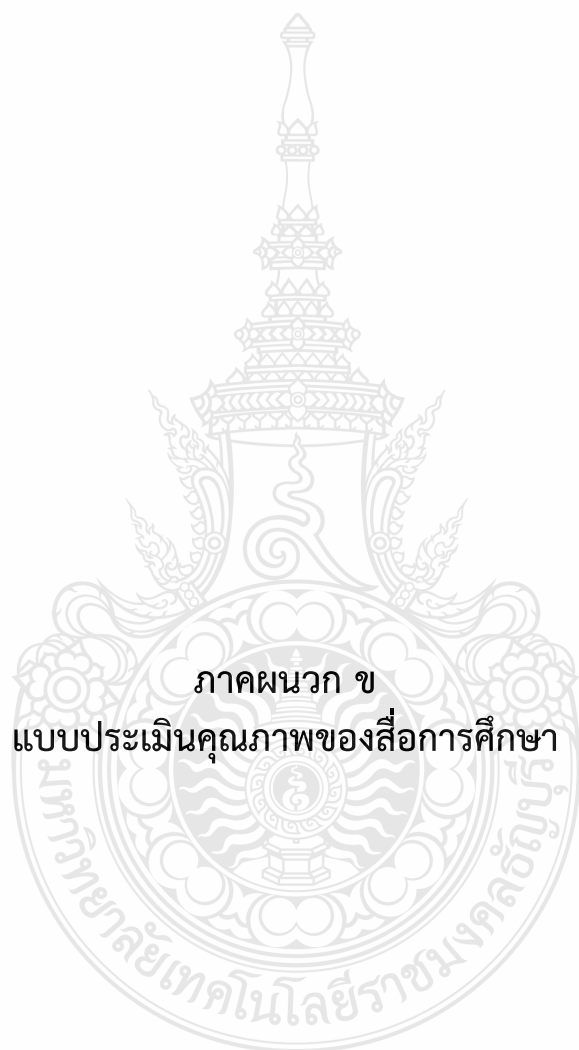 ภาคผนวก ข
แบบประเมินคุณภาพของสื่อการศึกษา
มหาวิทยาลัยเทคโนโลยีราชมงคลธัญบุรี